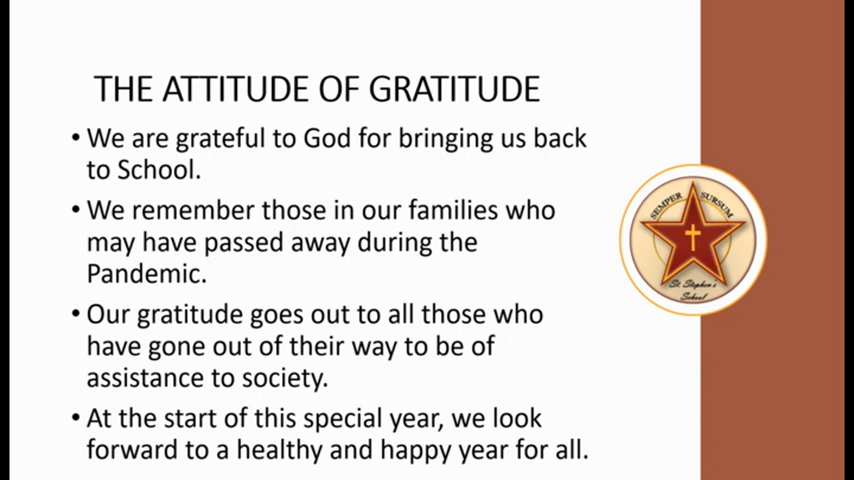 THE ATTITUDE OF GRATITUDE
• We are grateful to God for bringing us back
to School.
• We remember those in our families who
may have passed away during the
Pandemic.
• Our gratitude goes out to all those who
have gone out of their way to be of
assistance to society.
• At the start of this special year, we look
forward to a healthy and happy year for all.
SEMPER SURSUM
St. Stephen's
School